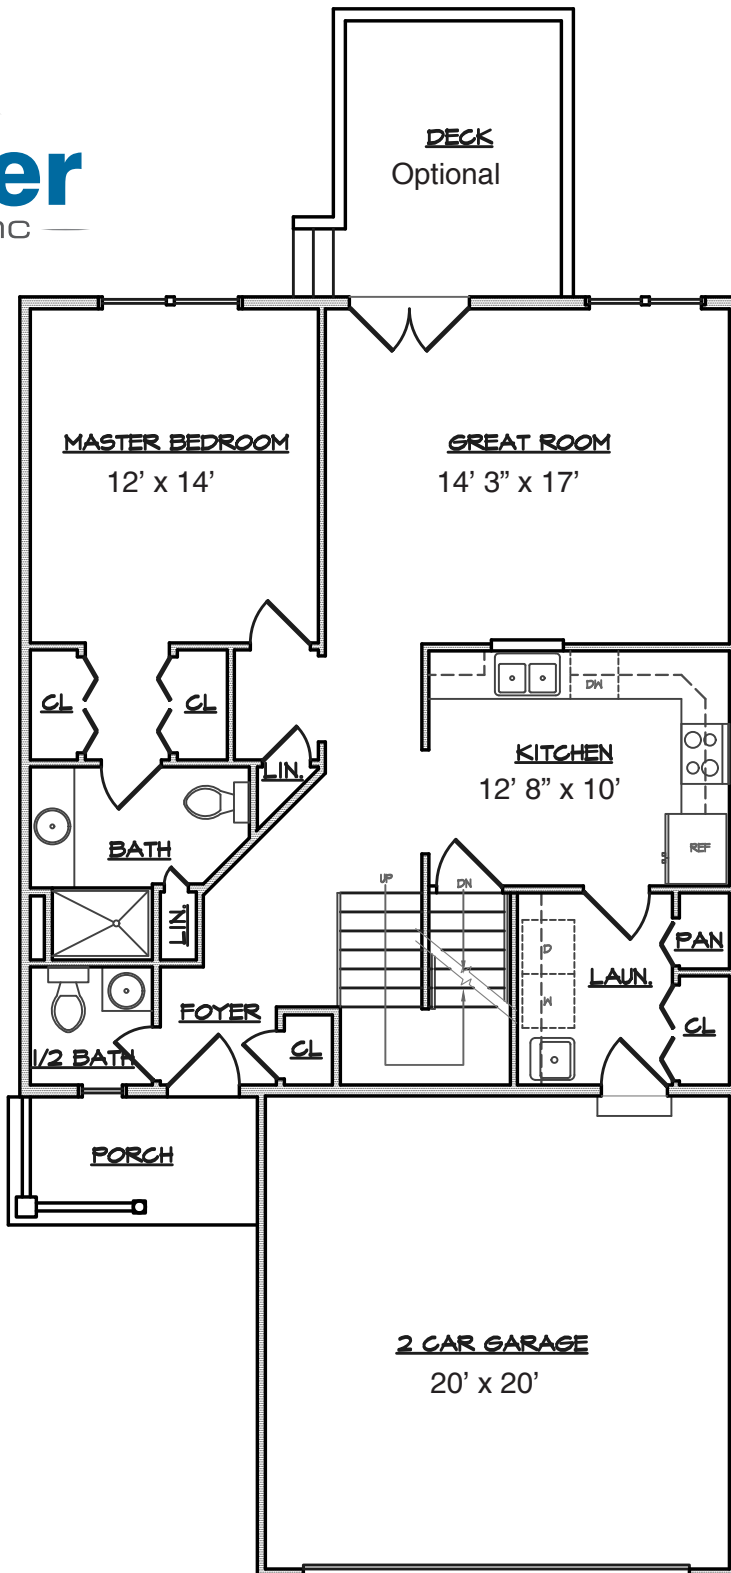 DECK
Optional
er
nc
MASTER BEDROOM
12’ x 14’
GREAT ROOM
14’ 3” x 17’
CL
CL
LIN.
DW
KITCHEN
12’ 8” x 10’
REF
BATH
LIN.
UP
DN
D
W
LAUN.
PAN
CL
FOYER
CL
1/2 BATH
PORCH
2 CAR GARAGE
20’ x 20’